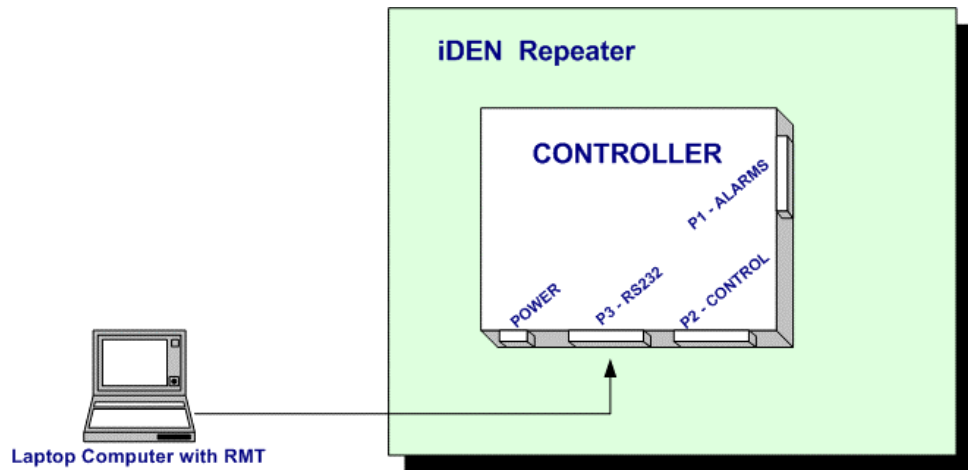 iDEN Repeater
CONTROLLER
P1 - ALARMS
POWER
P3 - RS232
P2 - CONTROL
Laptop Computer with RMT